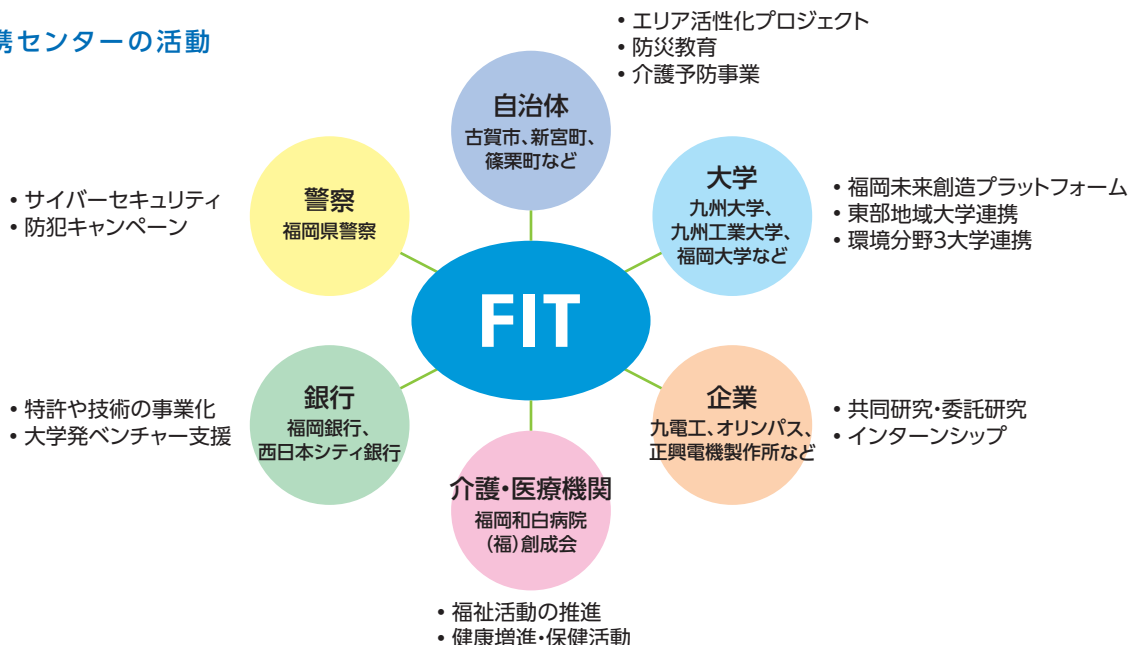 携センターの活動
• エリア活性化プロジェクト
• 防災教育
• 介護予防事業
自治体
古賀市、新宮町、
篠栗町など
警察
福岡県警察
• サイバーセキュリティ
• 防犯キャンペーン
大学
九州大学、
九州工業大学、
福岡大学など
• 福岡未来創造プラットフォーム
• 東部地域大学連携
• 環境分野3大学連携
FIT
銀行
福岡銀行、
西日本シティ銀行
• 特許や技術の事業化
• 大学発ベンチャー支援
企業
九電工、オリンパス、
正興電機製作所など
• 共同研究・委託研究
• インターンシップ
介護・医療機関
福岡和白病院
(福)創成会
• 福祉活動の推進
• 健康増進・保健活動